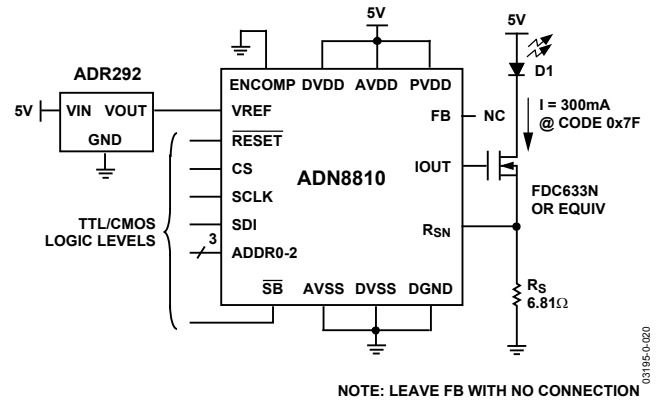 5V
5V
ADR292
ENCOMP DVDD AVDD PVDD
D1
5V
VIN VOUT
VREF
FB
NC
I = 300mA
@ CODE 0x7F
GND
RESET
CS
ADN8810
IOUT
SCLK
FDC633N
OR EQUIV
TTL/CMOS
LOGIC LEVELS
SDI
RSN
3
ADDR0-2
SB AVSS DVSS DGND
RS
6.81Ω
03195-0-020
NOTE: LEAVE FB WITH NO CONNECTION